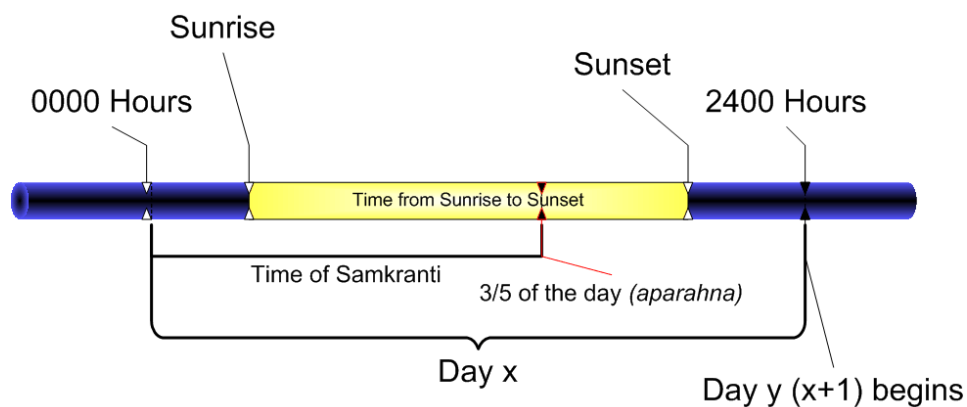 Sunrise
Sunset
0000 Hours
2400 Hours
Time from Sunrise to Sunset
Time of Samkranti
3/5 of the day (aparahna)
Day x
Day y (x+1) begins